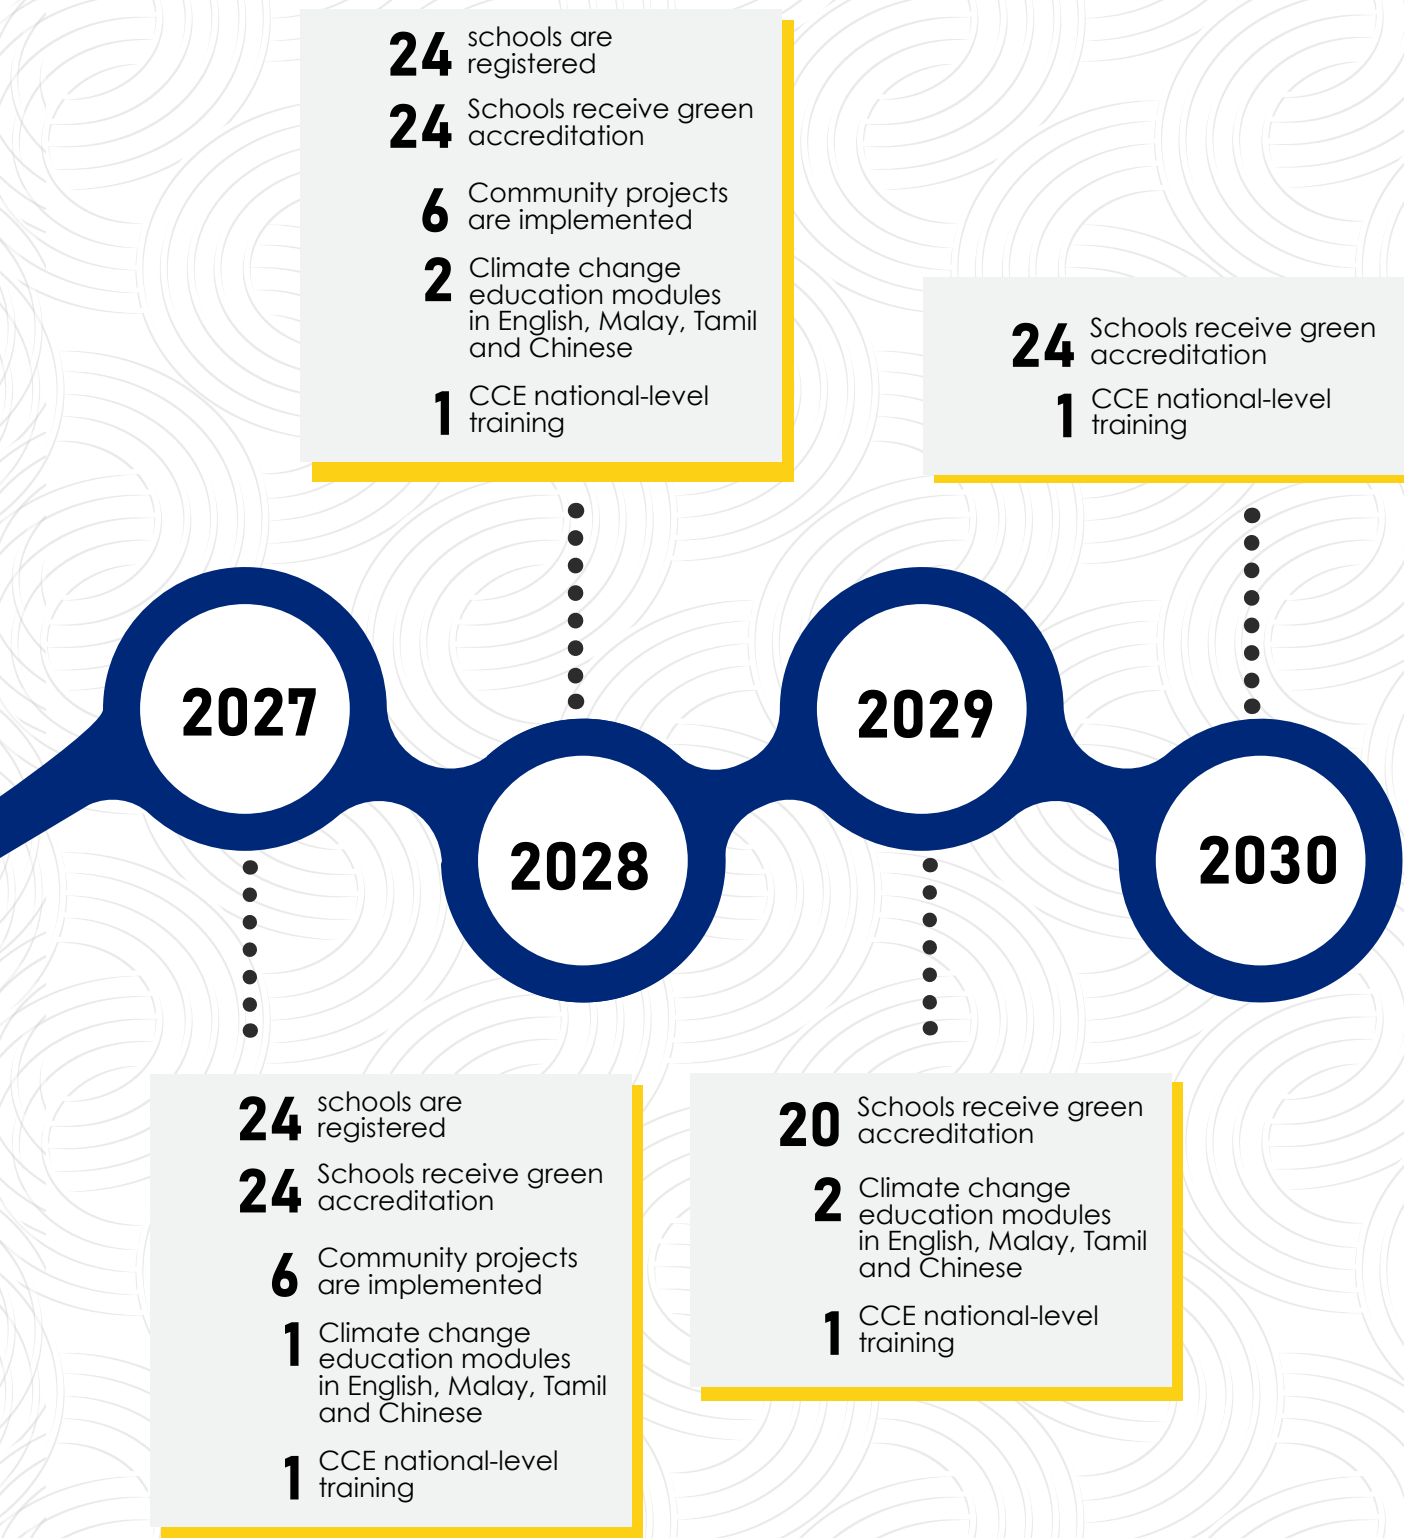 24 schools are
registered
24 Schools receive green
accreditation
6 Community projects
are implemented
2 Climate change
education modules
in English, Malay, Tamil
and Chinese
1 CCE national-level
training
24 Schools receive green
accreditation
1 CCE national-level
training
2027
2028
2029
2030
24 schools are
registered
24 Schools receive green
accreditation
6 Community projects
are implemented
1 Climate change
education modules
in English, Malay, Tamil
and Chinese
1 CCE national-level
training
20 Schools receive green
accreditation
2 Climate change
education modules
in English, Malay, Tamil
and Chinese
1 CCE national-level
training